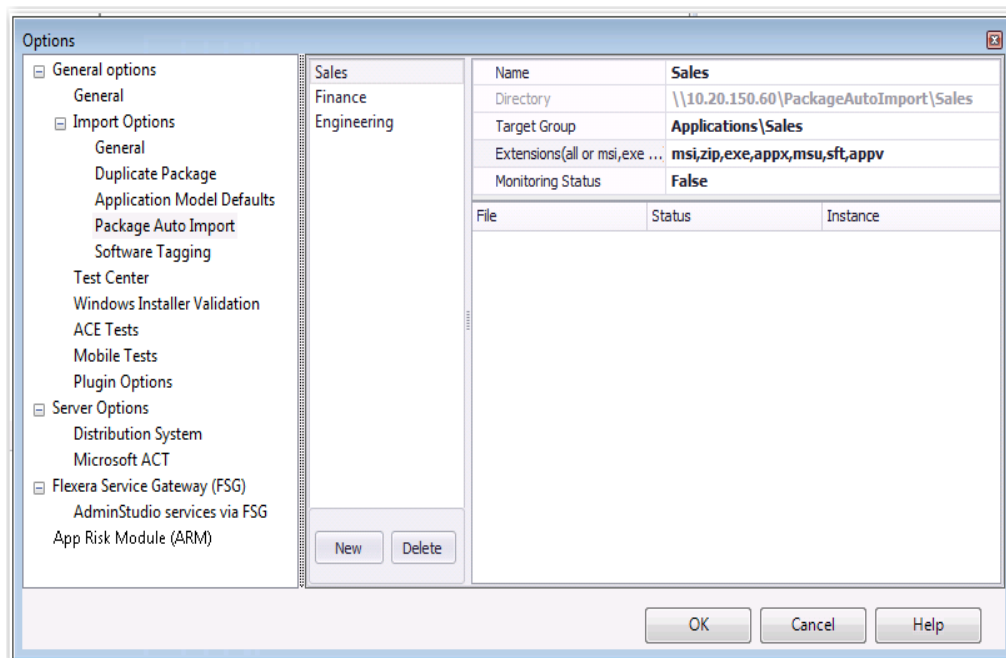 Options
General options
General
Import Options
General
Duplicate Package
Application Model Defaults
Package Auto Import
Software Tagging
Test Center
Windows Installer Validation
ACE Tests
Mobile Tests
Plugin Options
Server Options
Distribution System
Microsoft ACT
Flexera Service Gateway (FSG)
AdminStudio services via FSG
App Risk Module (ARM)
Sales
Finance
Engineering
New Delete
Name Sales
Directory \\10.20.150.60\PackageAutoImport\Sales
Target Group Applications\Sales
Extensions(all or msi,exe ... msi,zip,exe,appx,msu,sft,appv
Monitoring Status False
File Status Instance
OK Cancel Help